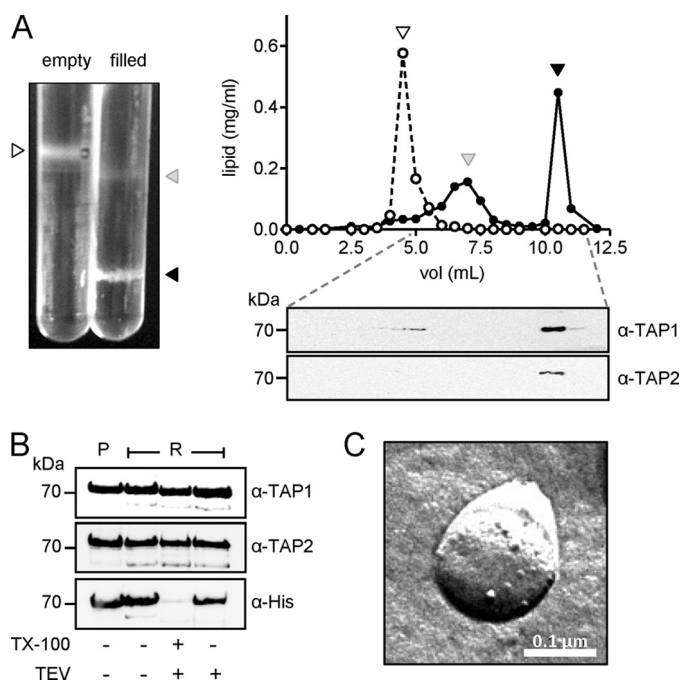 A
empty filled
lipid (mg/ml)
0.6
0.4
0.2
0.0
0.0 2.5 5.0 7.5 10.0 12.5
vol (mL)
kDa
70 α-TAP1
70 α-TAP2
B
P R
kDa
70 α-TAP1
70 α-TAP2
70 α-His
TX-100 - - + -
TEV - - + +
C
0.1 µm